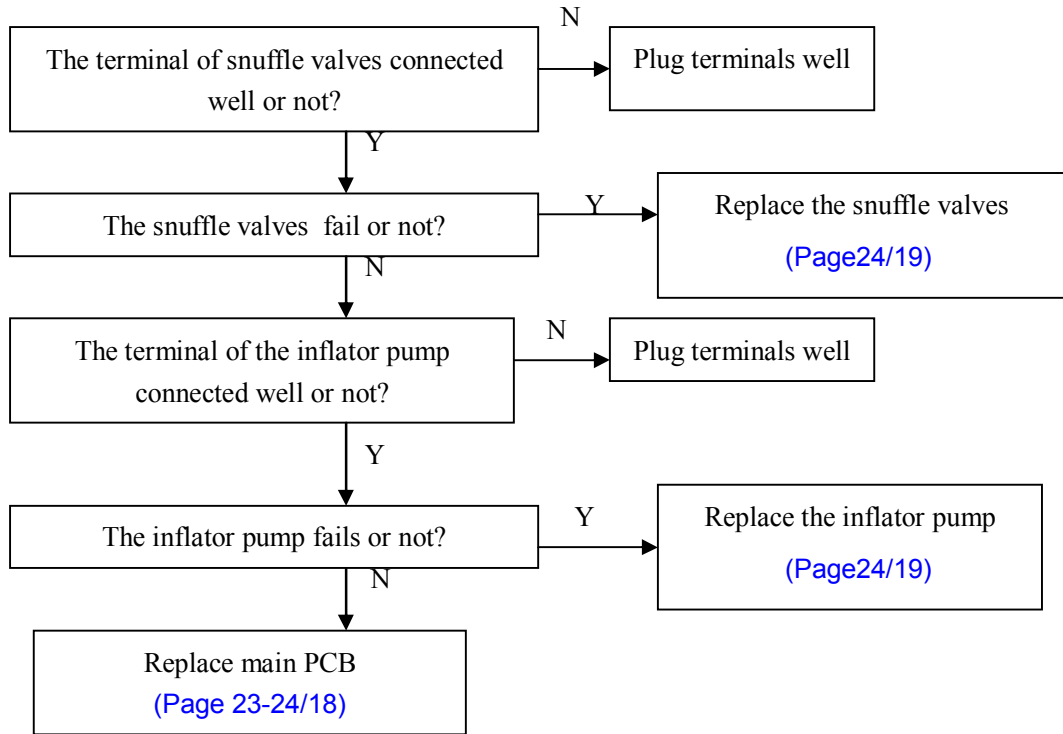 N
The terminal of snuffle valves connected
well or not?
Plug terminals well
Y
The snuffle valves fail or not?
Y
Replace the snuffle valves
(Page24/19)
N
The terminal of the inflator pump
connected well or not?
N
Plug terminals well
Y
The inflator pump fails or not?
Y
Replace the inflator pump
(Page24/19)
N
Replace main PCB
(Page 23-24/18)